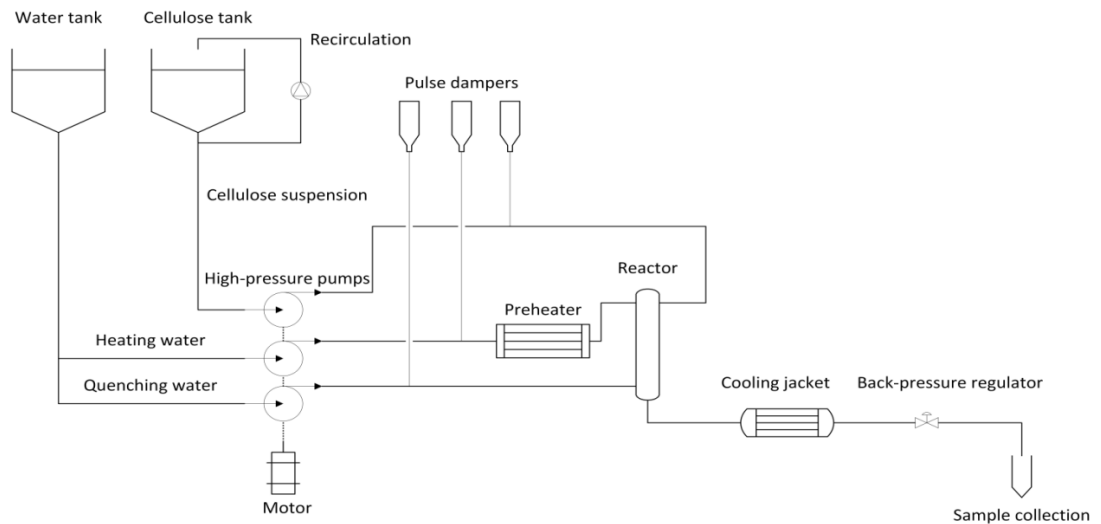 Water tank
Cellulose tank
Recirculation
Pulse dampers
Cellulose suspension
High-pressure pumps
Reactor
Preheater
Heating water
Quenching water
Cooling jacket
Back-pressure regulator
Motor
Sample collection